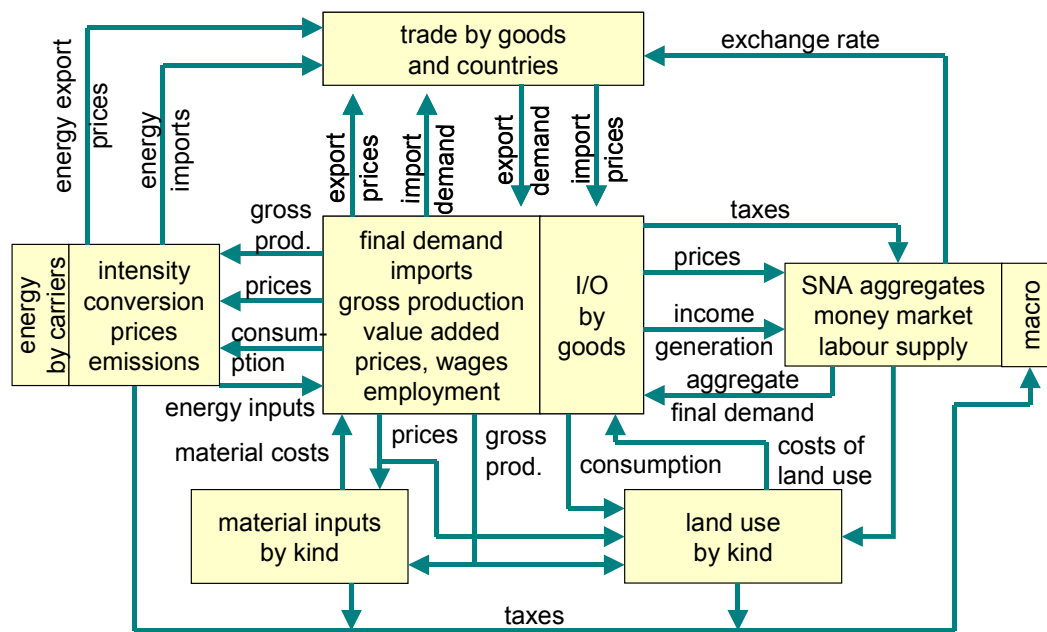 trade by goods
and countries
exchange rate
energy export
prices
energy
imports
export
prices
import
demand
export
demand
import
prices
gross
prod.
prices
consum-
ption
energy inputs
energy
by carriers
intensity
conversion
prices
emissions
final demand
imports
gross production
value added
prices, wages
employment
I/O
by
goods
taxes
prices
income
generation
aggregate
final demand
SNA aggregates
money market
labour supply
macro
material costs
prices
gross
prod.
consumption
costs of
land use
material inputs
by kind
land use
by kind
taxes